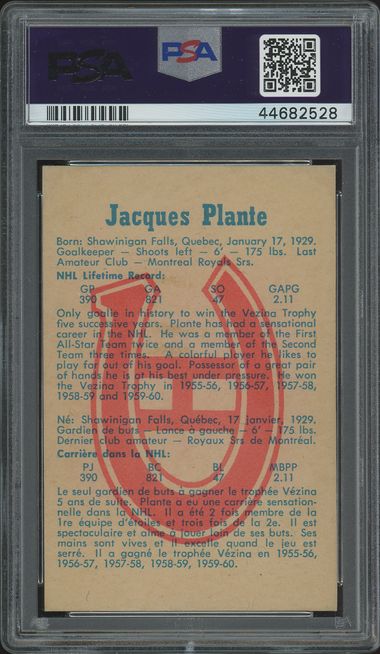 PSA
PSA
44682528
Jacques Plante
Born: Shawinigan Falls, Quebec, January 17, 1929.
Goalkeeper — Shoots left — 6' — 175 lbs. Last
Amateur Club — Montreal Royals Srs.
NHL Lifetime Record:
GP GA SO GAPG
390 821 47 2.11
Only goalie in history to win the Vezina Trophy
five successive years. Plante has had a sensational
career in the NHL. He was a member of the First
All-Star Team twice and a member of the Second
Team three times. A colorful player he likes to
play far out of his goal. Possessor of a great pair
of hands he is at his best under pressure. He won
the Vezina Trophy in 1955-56, 1956-57, 1957-58,
1958-59 and 1959-60.
Né: Shawinigan Falls, Québec, 17 janvier, 1929.
Gardien de buts — Lance à gauche — 6' — 175 lbs.
Dernier club amateur — Royaux Srs de Montréal.
Carrière dans la NHL:
PJ BC BL MBPP
390 821 47 2.11
Le seul gardien de buts à gagner le trophée Vézina
5 ans de suite. Plante a eu une carrière sensation-
nelle dans la NHL. Il a été 2 fois membre de la
1re équipe d'étoiles et trois fois de la 2e. Il est
spectaculaire et aime à jouer loin de ses buts. Ses
mains sont vives et il excelle quand le jeu est
serré. Il a gagné le trophée Vézina en 1955-56,
1956-57, 1957-58, 1958-59, 1959-60.